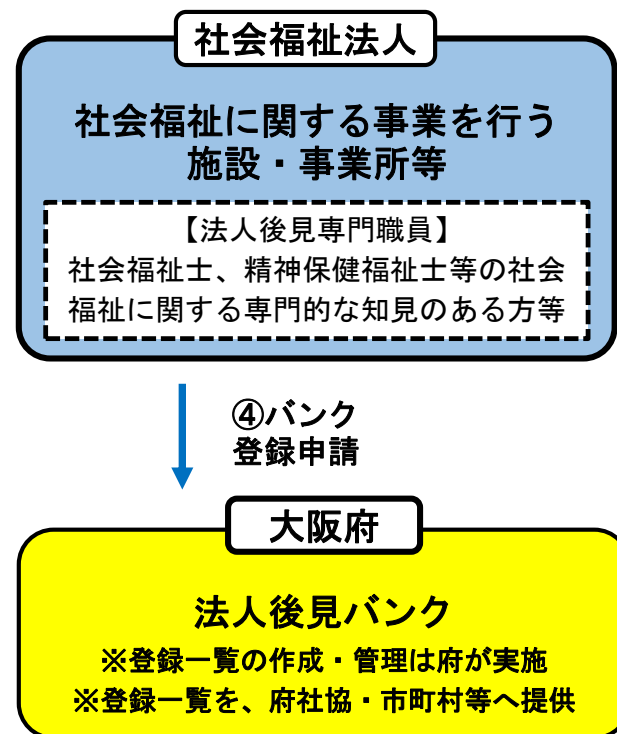 社会福祉法人
社会福祉に関する事業を行う
施設・事業所等
【法人後見専門職員】
社会福祉士、精神保健福祉士等の社会
福祉に関する専門的な知見のある方等
④バンク
登録申請
大阪府
法人後見バンク
※登録一覧の作成・管理は府が実施
※登録一覧を、府社協・市町村等へ提供